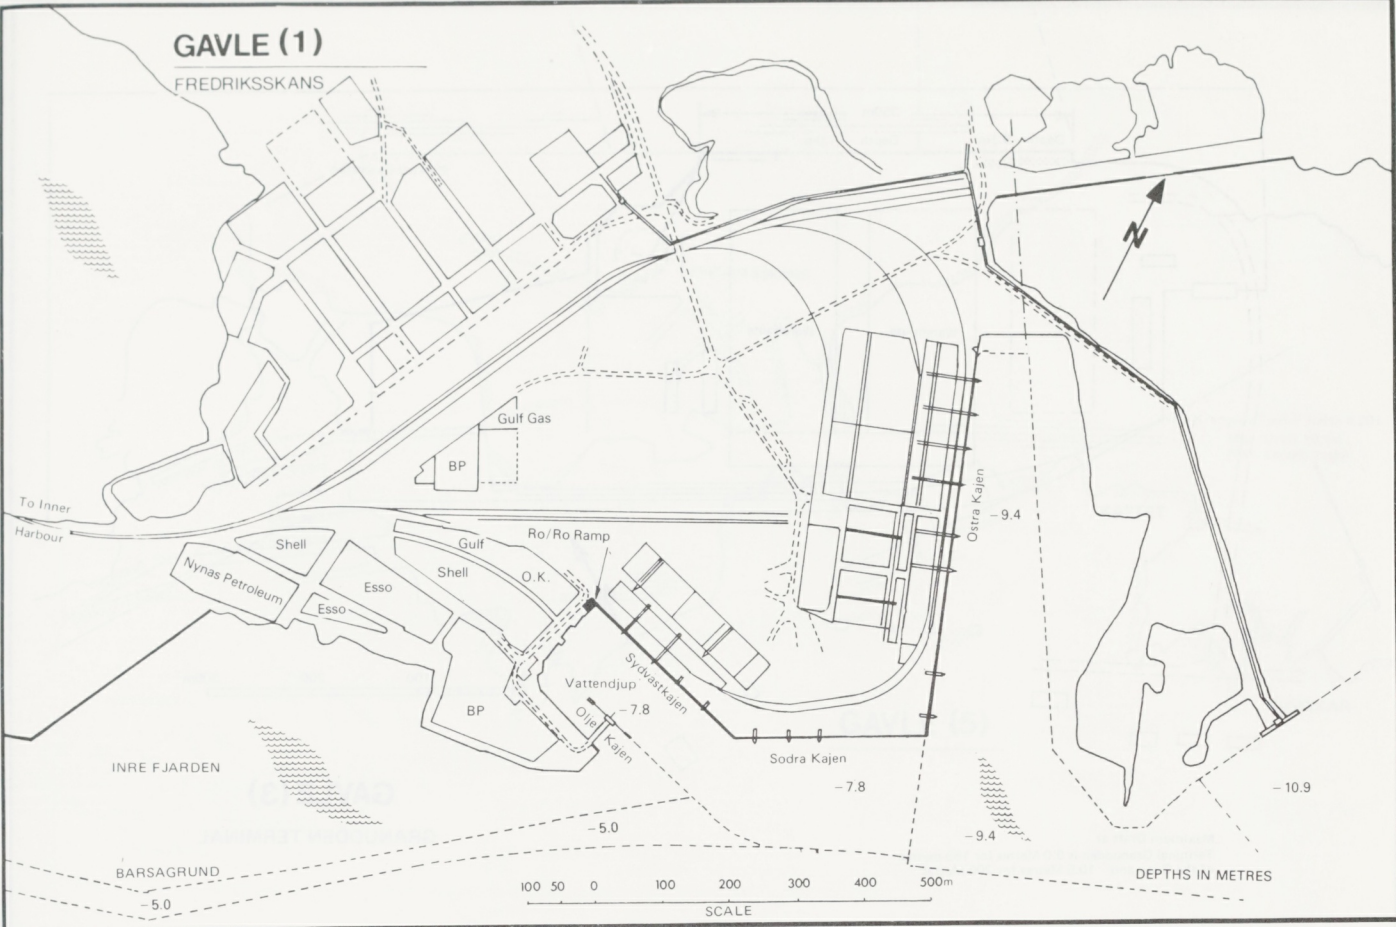 GAVLE (1)
FREDRIKSSKANS
N
Gulf Gas
BP
To Inner
Harbour
Ostra Kajen
-9.4
Ro/Ro Ramp
Shell
Gulf
Shell
O.K.
Nynas Petroleum
Esso
Esso
Sydvastkajen
Vattendjup
-7.8
BP
Olje
Kajen
Sodra Kajen
-7.8
INRE FJARDEN
-10.9
-5.0
-9.4
BARSAGRUND
-5.0
DEPTHS IN METRES
100 50 0 100 200 300 400 500m
SCALE